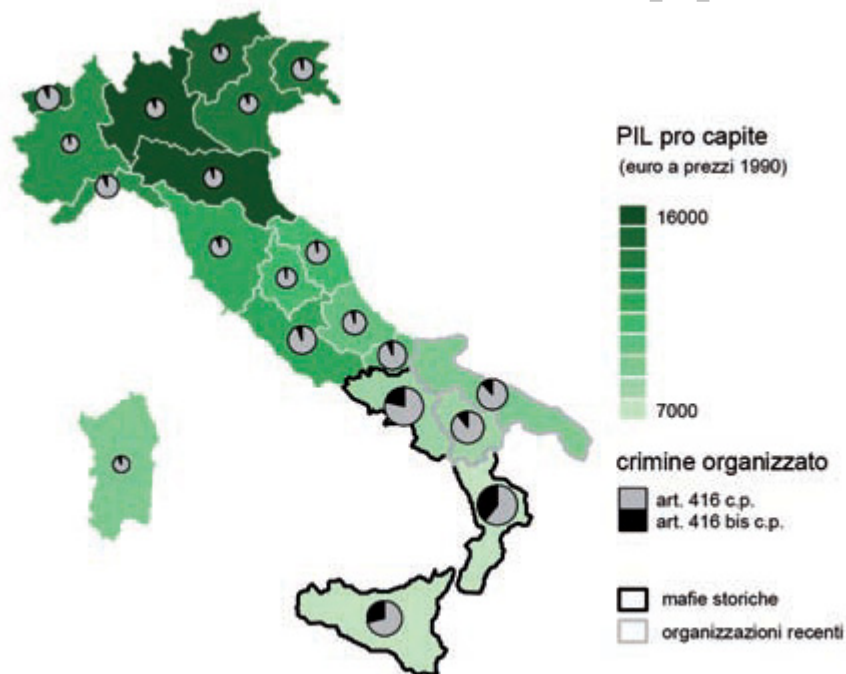 PIL pro capite
(euro a prezzi 1990)
16000
7000
crimine organizzato
art. 416 c.p.
art. 416 bis c.p.
mafie storiche
organizzazioni recenti